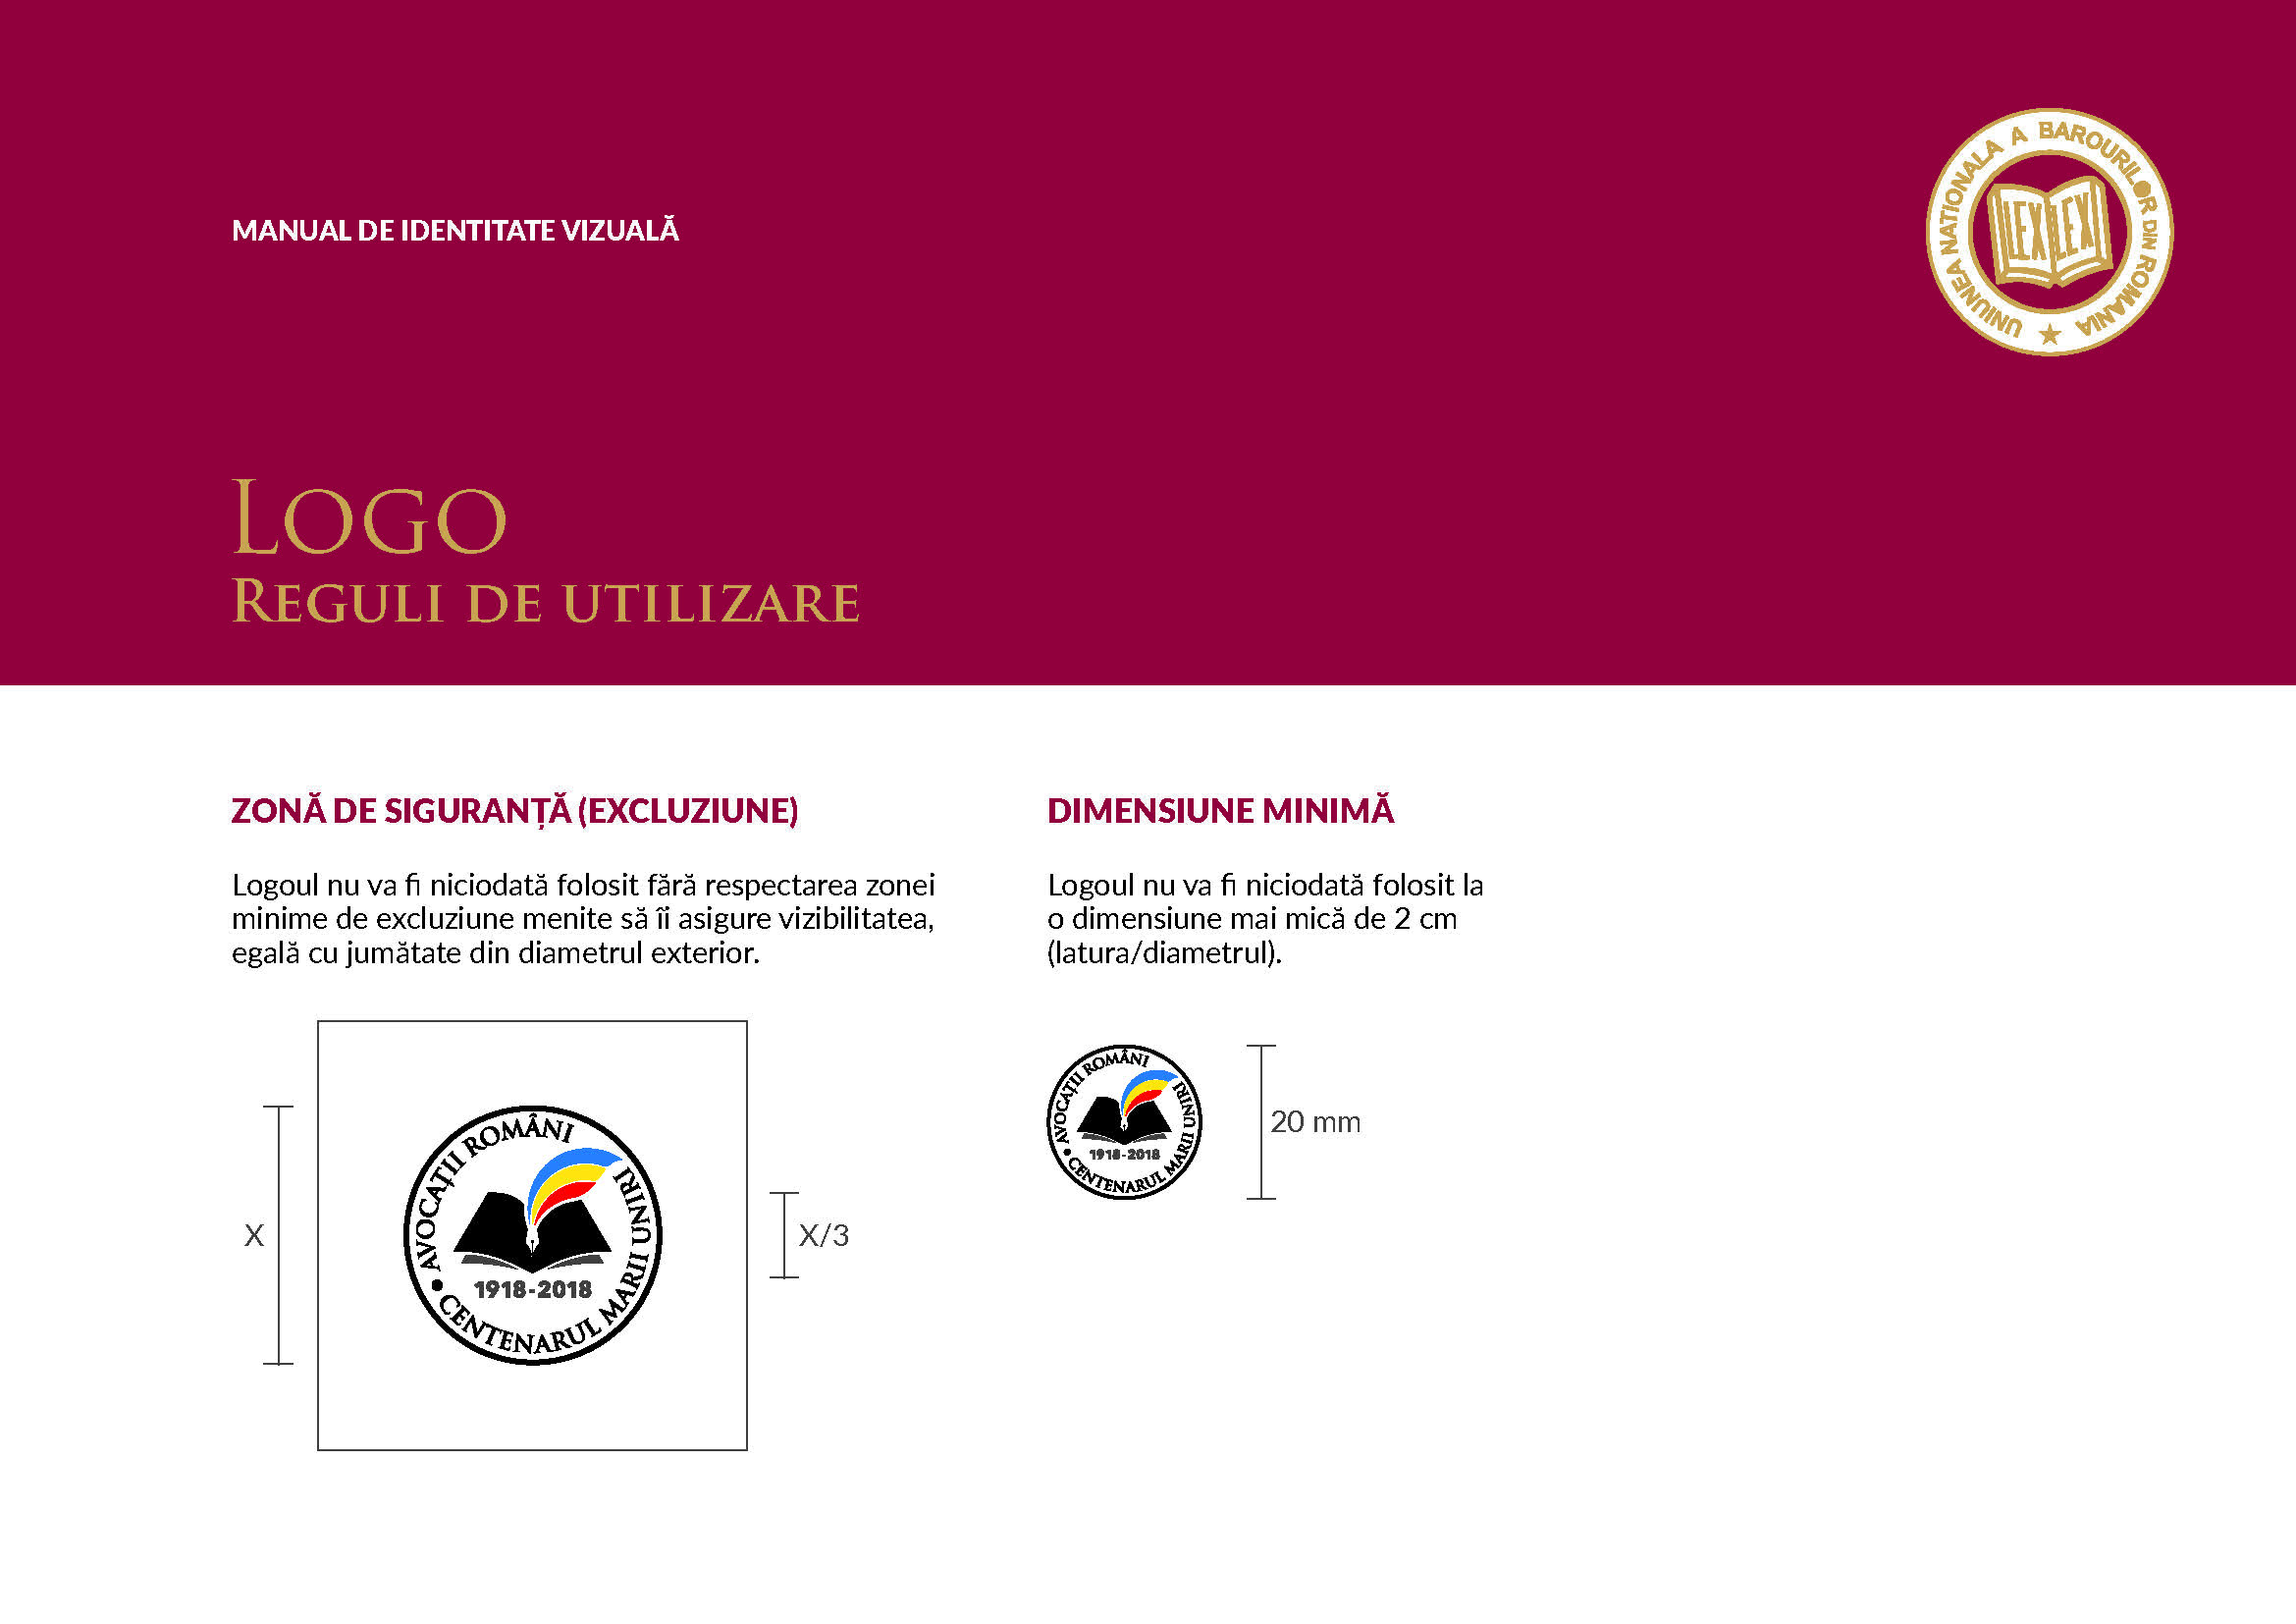 MANUAL DE IDENTITATE VIZUALĂ
UNIUNEA NATIONALA A BAROURILOR DIN ROMANIA
LEX LEX
LOGO
REGULI DE UTILIZARE
ZONĂ DE SIGURANȚĂ (EXCLUZIUNE)
Logoul nu va fi niciodată folosit fără respectarea zonei
minime de excluziune menite să îi asigure vizibilitatea,
egală cu jumătate din diametrul exterior.
X
AVOCAȚII ROMÂNI
CENTENARUL MARII UNIRI
1918-2018
X/3
DIMENSIUNE MINIMĂ
Logoul nu va fi niciodată folosit la
o dimensiune mai mică de 2 cm
(latura/diametrul).
AVOCAȚII ROMÂNI
CENTENARUL MARII UNIRI
1918-2018
20 mm